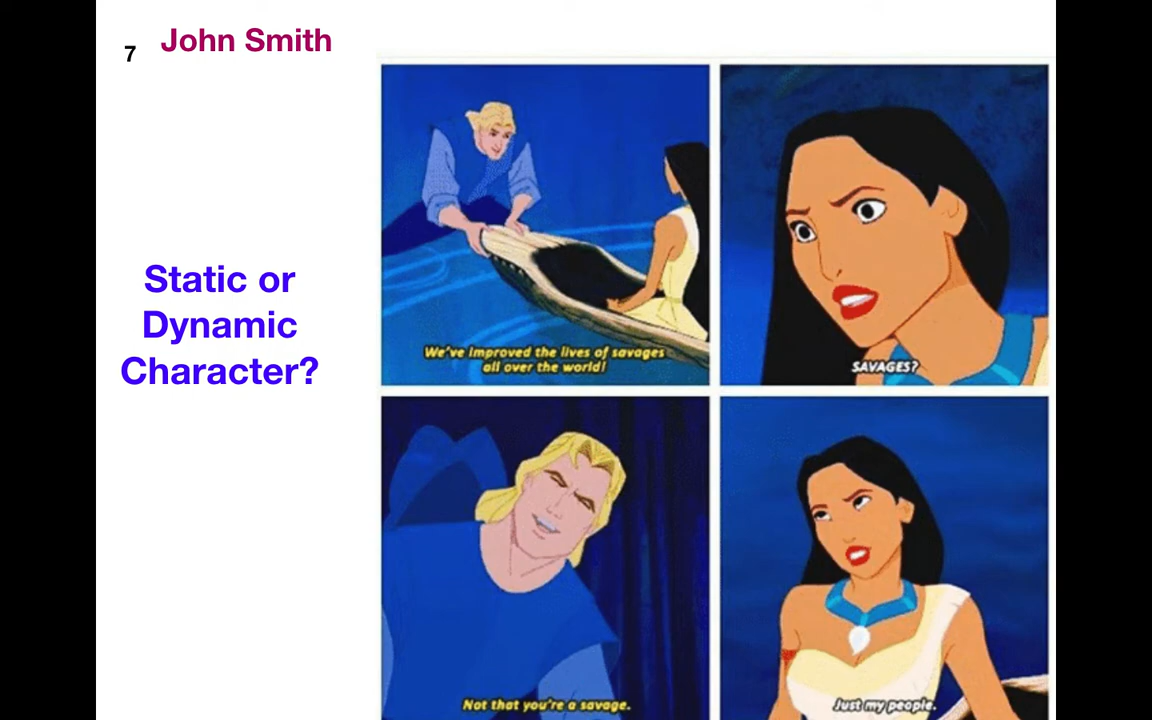 7 John Smith
Static or
Dynamic
Character?
We've improved the lives of savages
all over the world!
SAVAGES?
Not that you're a savage.
Just my people.